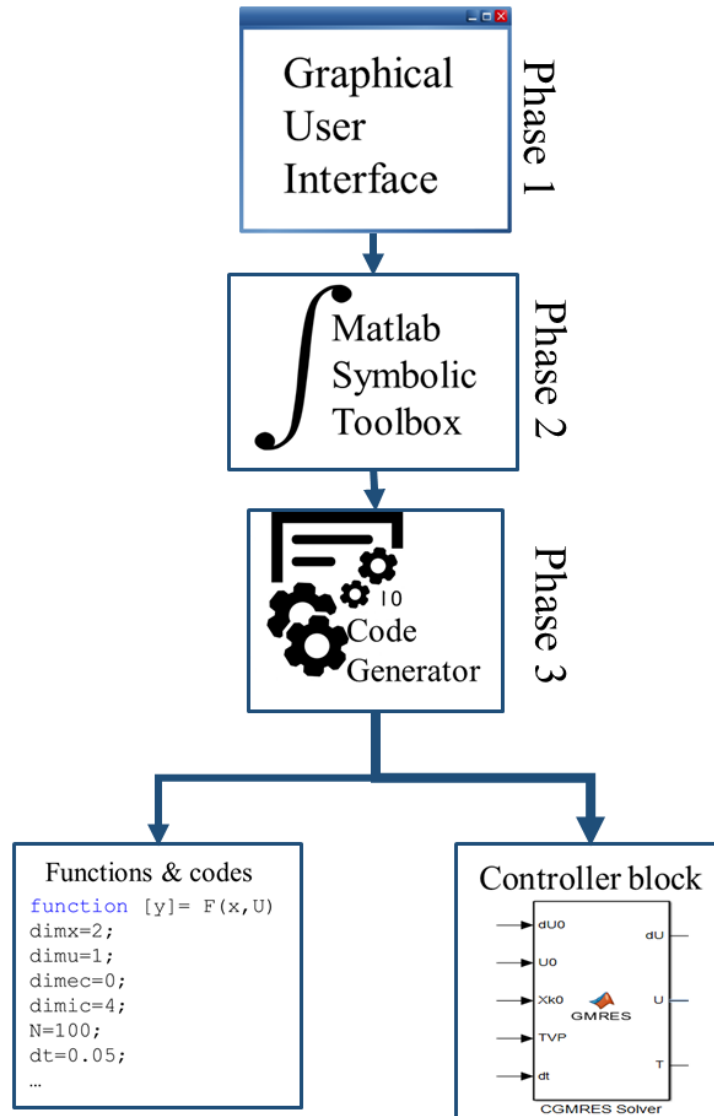 Graphical
User
Interface
Phase 1
Matlab
Symbolic
Toolbox
Phase 2
10
Code
Generator
Phase 3
Functions & codes
function [y]= F(x,U)
dimx=2;
dimu=1;
dimec=0;
dimic=4;
N=100;
dt=0.05;
…
Controller block
dU0
U0
Xk0
TVP
dt
GMRES
dU
U
T
CGMRES Solver